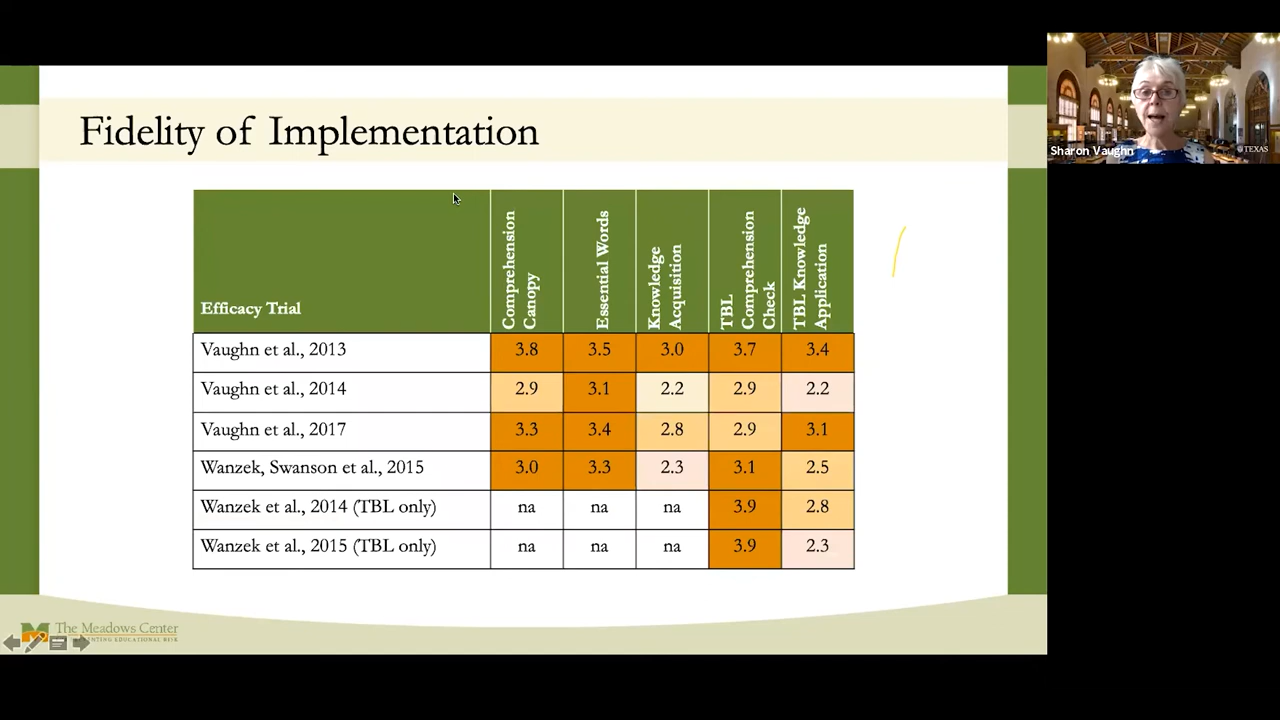 Fidelity of Implementation
Sharon Vaughn
TEXAS
Efficacy Trial
Comprehension
Canopy
Essential Words
Knowledge
Acquisition
TBL
Comprehension
Check
TBL Knowledge
Application
Vaughn et al., 2013 3.8 3.5 3.0 3.7 3.4
Vaughn et al., 2014 2.9 3.1 2.2 2.9 2.2
Vaughn et al., 2017 3.3 3.4 2.8 2.9 3.1
Wanzek, Swanson et al., 2015 3.0 3.3 2.3 3.1 2.5
Wanzek et al., 2014 (TBL only) na na na 3.9 2.8
Wanzek et al., 2015 (TBL only) na na na 3.9 2.3
The Meadows Center
EDUCATIONAL RISK